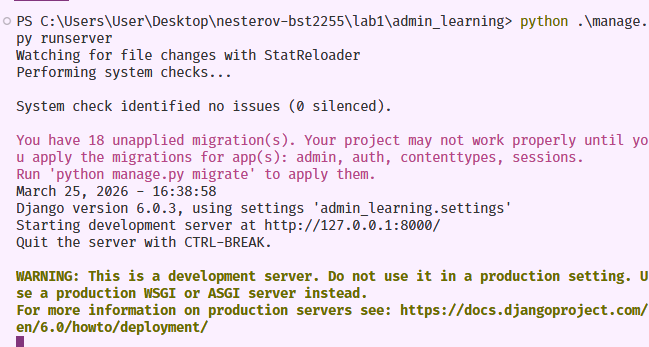 PS C:\Users\User\Desktop\nesterov-bst2255\lab1\admin_learning> python .\manage.
py runserver
Watching for file changes with StatReloader
Performing system checks...

System check identified no issues (0 silenced).

You have 18 unapplied migration(s). Your project may not work properly until yo
u apply the migrations for app(s): admin, auth, contenttypes, sessions.
Run 'python manage.py migrate' to apply them.
March 25, 2026 - 16:38:58
Django version 6.0.3, using settings 'admin_learning.settings'
Starting development server at http://127.0.0.1:8000/
Quit the server with CTRL-BREAK.

WARNING: This is a development server. Do not use it in a production setting. U
se a production WSGI or ASGI server instead.
For more information on production servers see: https://docs.djangoproject.com/
en/6.0/howto/deployment/